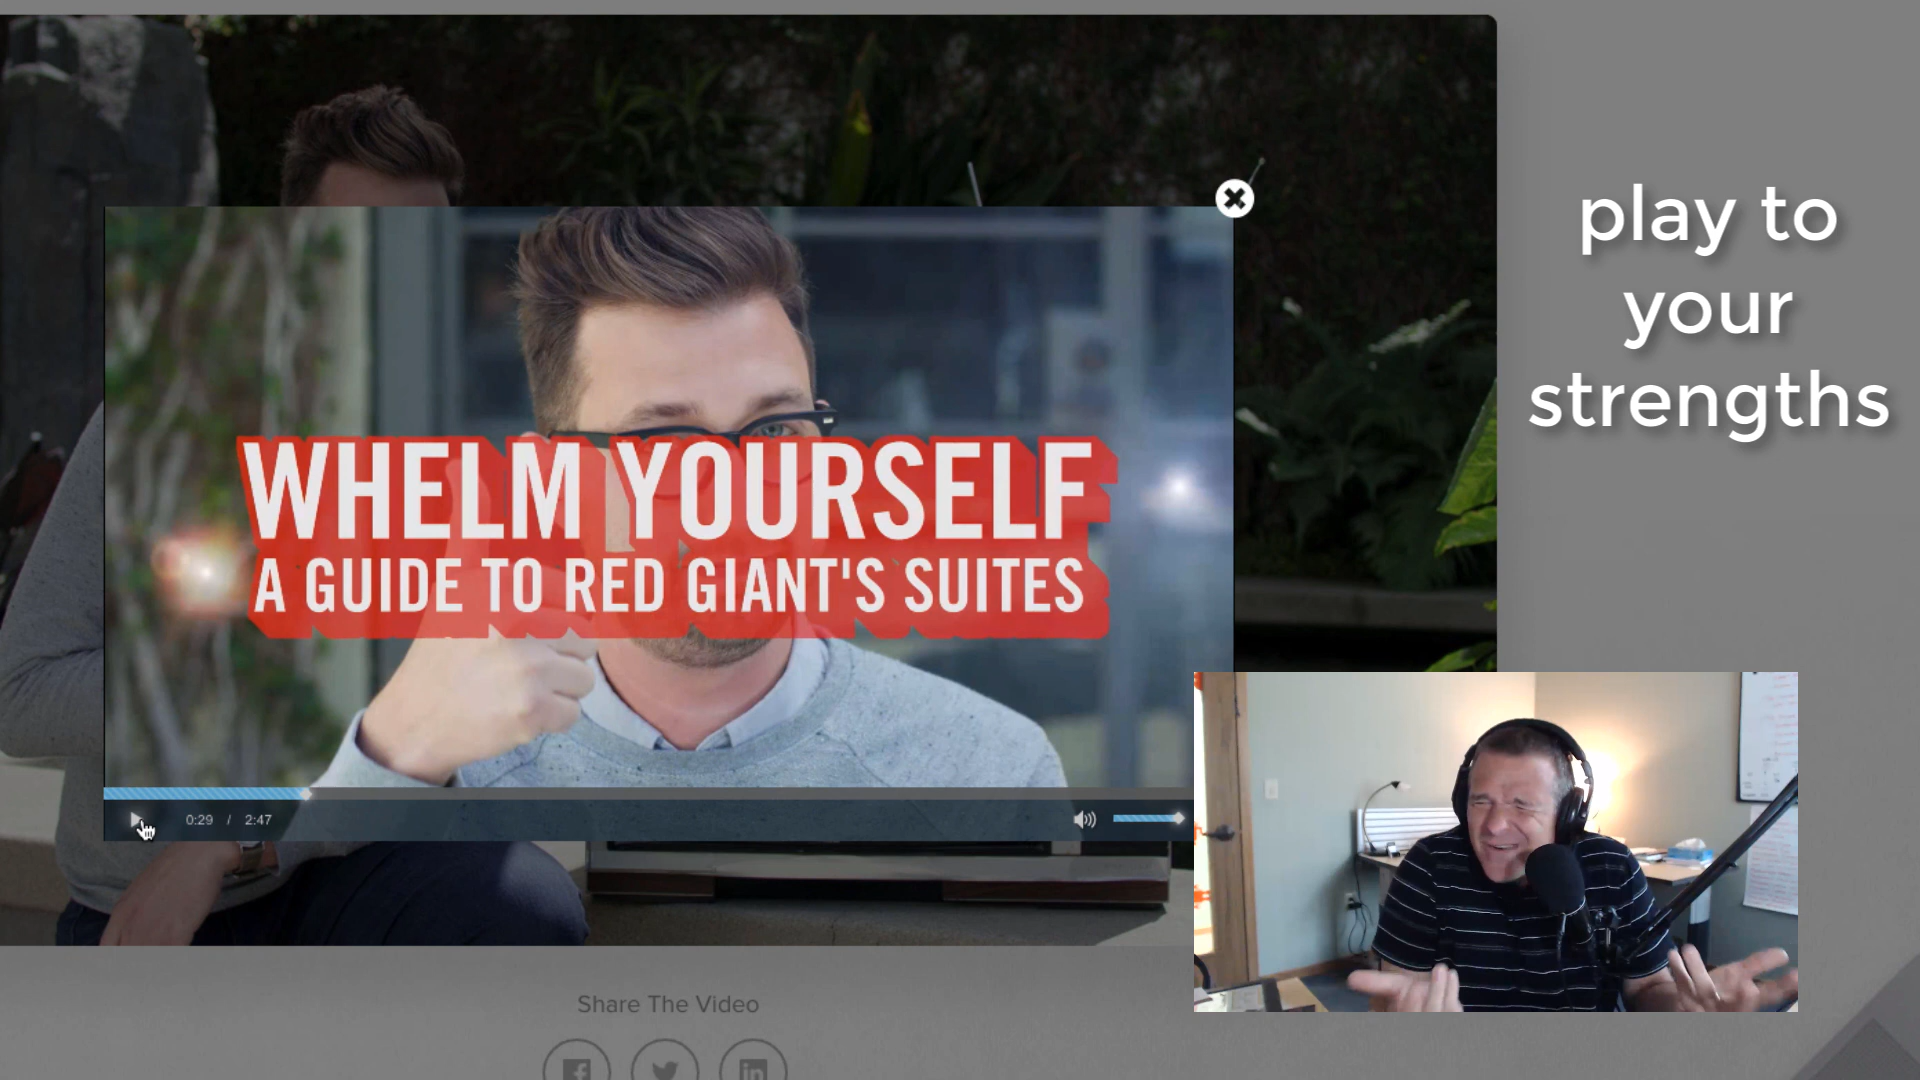 play to
your
strengths
WHELM YOURSELF
A GUIDE TO RED GIANT'S SUITES
0:29 / 2:47
Share The Video